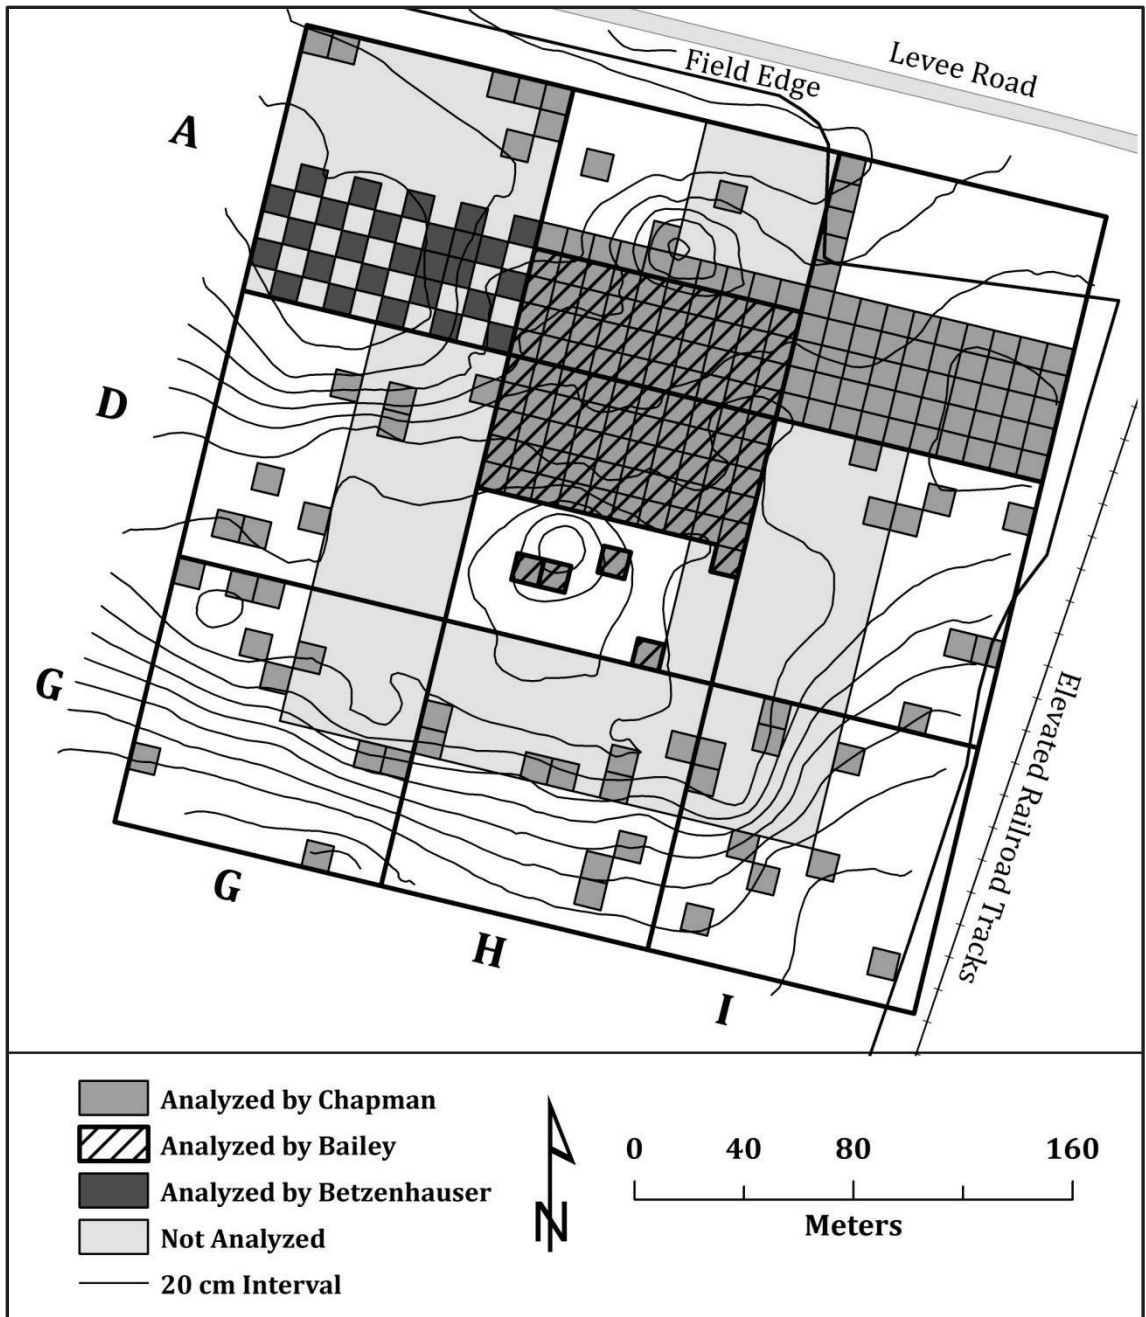 Levee Road
Field Edge
A
D
G
G
H
I
Elevated Railroad Tracks
Analyzed by Chapman
Analyzed by Bailey
Analyzed by Betzenhauser
Not Analyzed
20 cm Interval
N
0 40 80 160
Meters